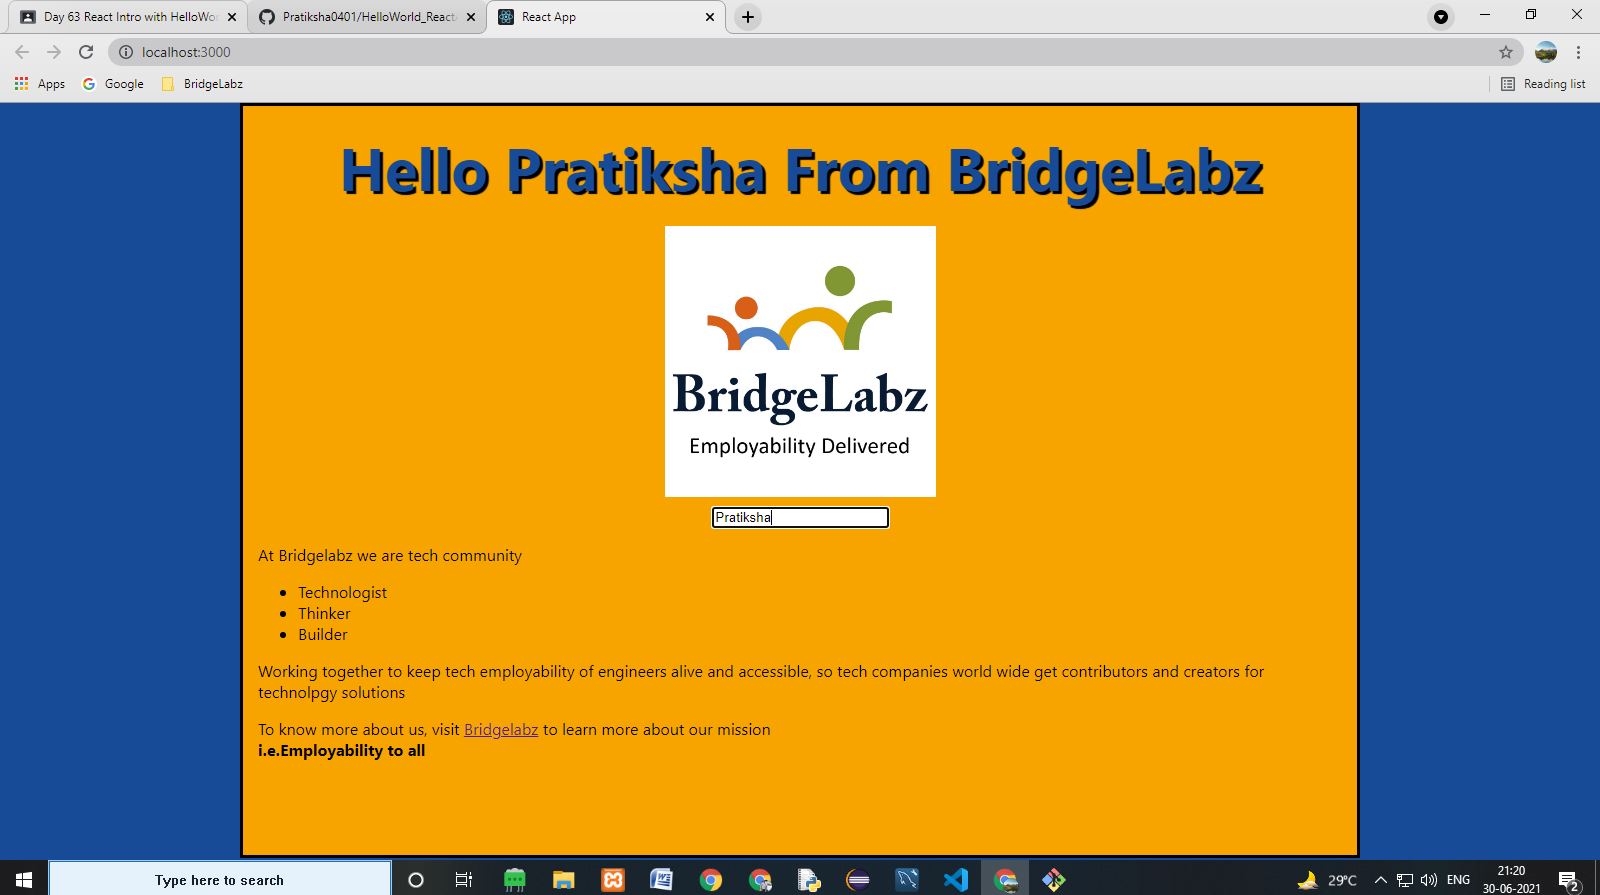 Day 63 React Intro with HelloWo
Pratiksha0401/HelloWorld_React
React App
localhost:3000
Apps
Google
BridgeLabz
Reading list
Hello Pratiksha From BridgeLabz
BridgeLabz
Employability Delivered
Pratiksha
At Bridgelabz we are tech community
• Technologist
• Thinker
• Builder
Working together to keep tech employability of engineers alive and accessible, so tech companies world wide get contributors and creators for
technolpgy solutions
To know more about us, visit Bridgelabz to learn more about our mission
i.e.Employability to all
Type here to search
29°C
ENG
21:20
30-06-2021
2